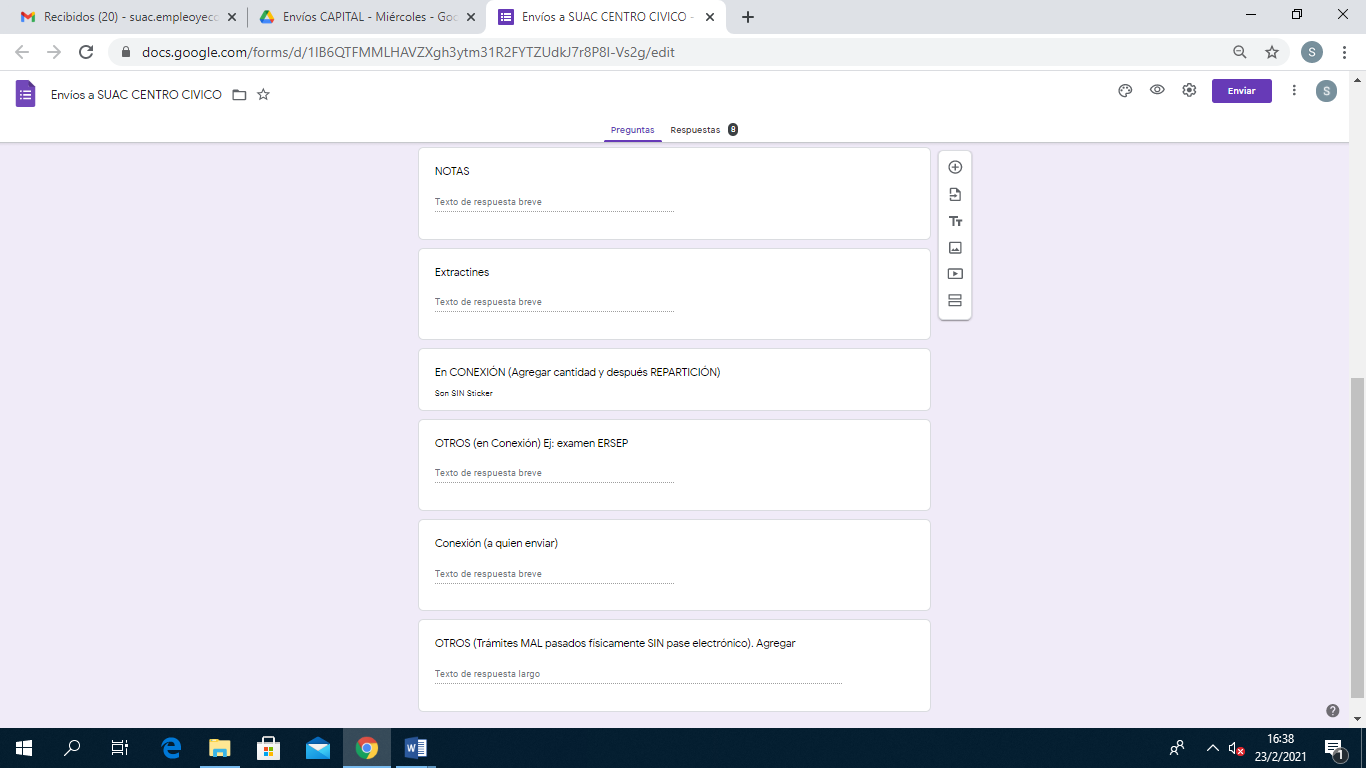 Recibidos (20) - suac.empleoyecc
Envíos CAPITAL - Miércoles - Goo
Envíos a SUAC CENTRO CIVICO -
docs.google.com/forms/d/1IB6QTFMMLHAVZXgh3ytm31R2FYTZUdkJ7r8P8I-Vs2g/edit
S
Envíos a SUAC CENTRO CIVICO
Enviar
S
Preguntas
Respuestas 8
NOTAS
Texto de respuesta breve
Extractines
Texto de respuesta breve
En CONEXIÓN (Agregar cantidad y después REPARTICIÓN)
Son SIN Sticker
OTROS (en Conexión) Ej: examen ERSEP
Texto de respuesta breve
Conexión (a quien enviar)
Texto de respuesta breve
OTROS (Trámites MAL pasados físicamente SIN pase electrónico). Agregar
Texto de respuesta largo
16:38
23/2/2021
1